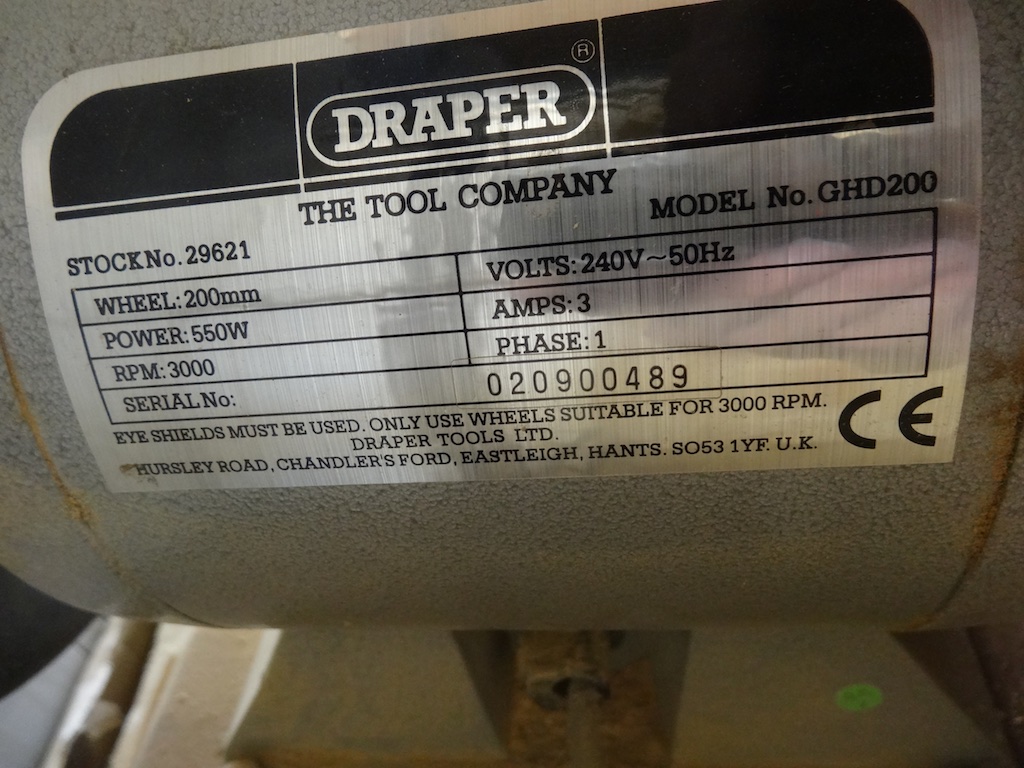 DRAPER ®
THE TOOL COMPANY
STOCK No. 29621
MODEL No. GHD200
WHEEL: 200mm
VOLTS: 240V~50Hz
POWER: 550W
AMPS: 3
RPM: 3000
PHASE: 1
SERIAL No: 020900489
EYE SHIELDS MUST BE USED. ONLY USE WHEELS SUITABLE FOR 3000 RPM.
DRAPER TOOLS LTD.
HURSLEY ROAD, CHANDLER'S FORD, EASTLEIGH, HANTS. SO53 1YF. U.K.
CE